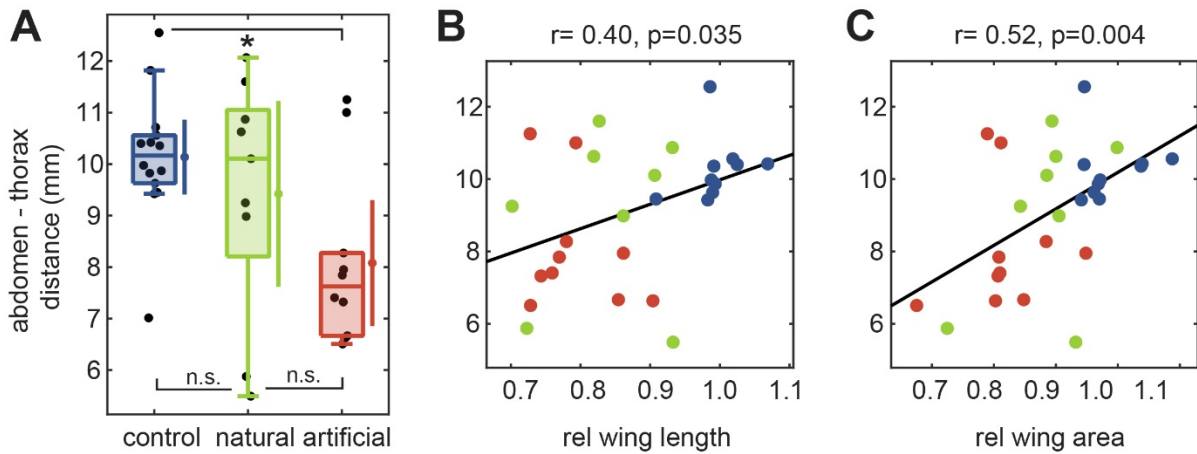 A
abdomen - thorax
distance (mm)
12
11
10
9
8
7
6
*
n.s.
n.s.
control
natural
artificial
B
r= 0.40, p=0.035
12
10
8
6
0.7
0.8
0.9
1.0
1.1
rel wing length
C
r= 0.52, p=0.004
12
10
8
6
0.7
0.8
0.9
1.0
1.1
rel wing area